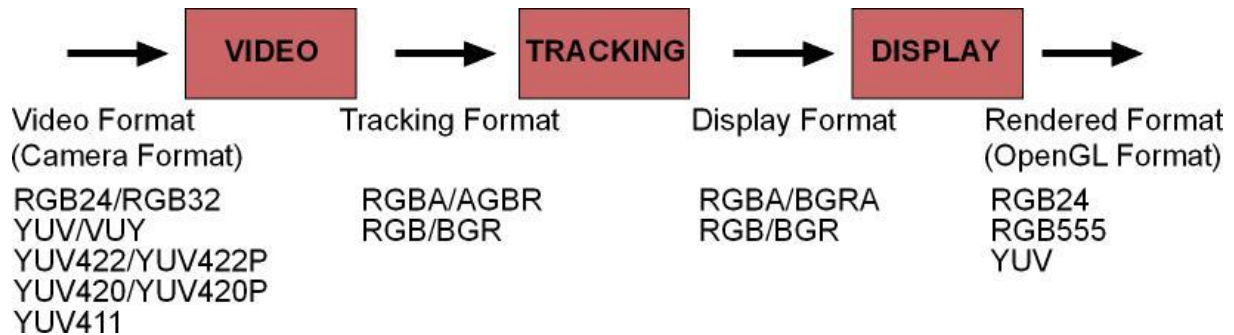 VIDEO
TRACKING
DISPLAY
Video Format
(Camera Format)
RGB24/RGB32
YUV/VUY
YUV422/YUV422P
YUV420/YUV420P
YUV411
Tracking Format
RGBA/AGBR
RGB/BGR
Display Format
RGBA/BGRA
RGB/BGR
Rendered Format
(OpenGL Format)
RGB24
RGB555
YUV